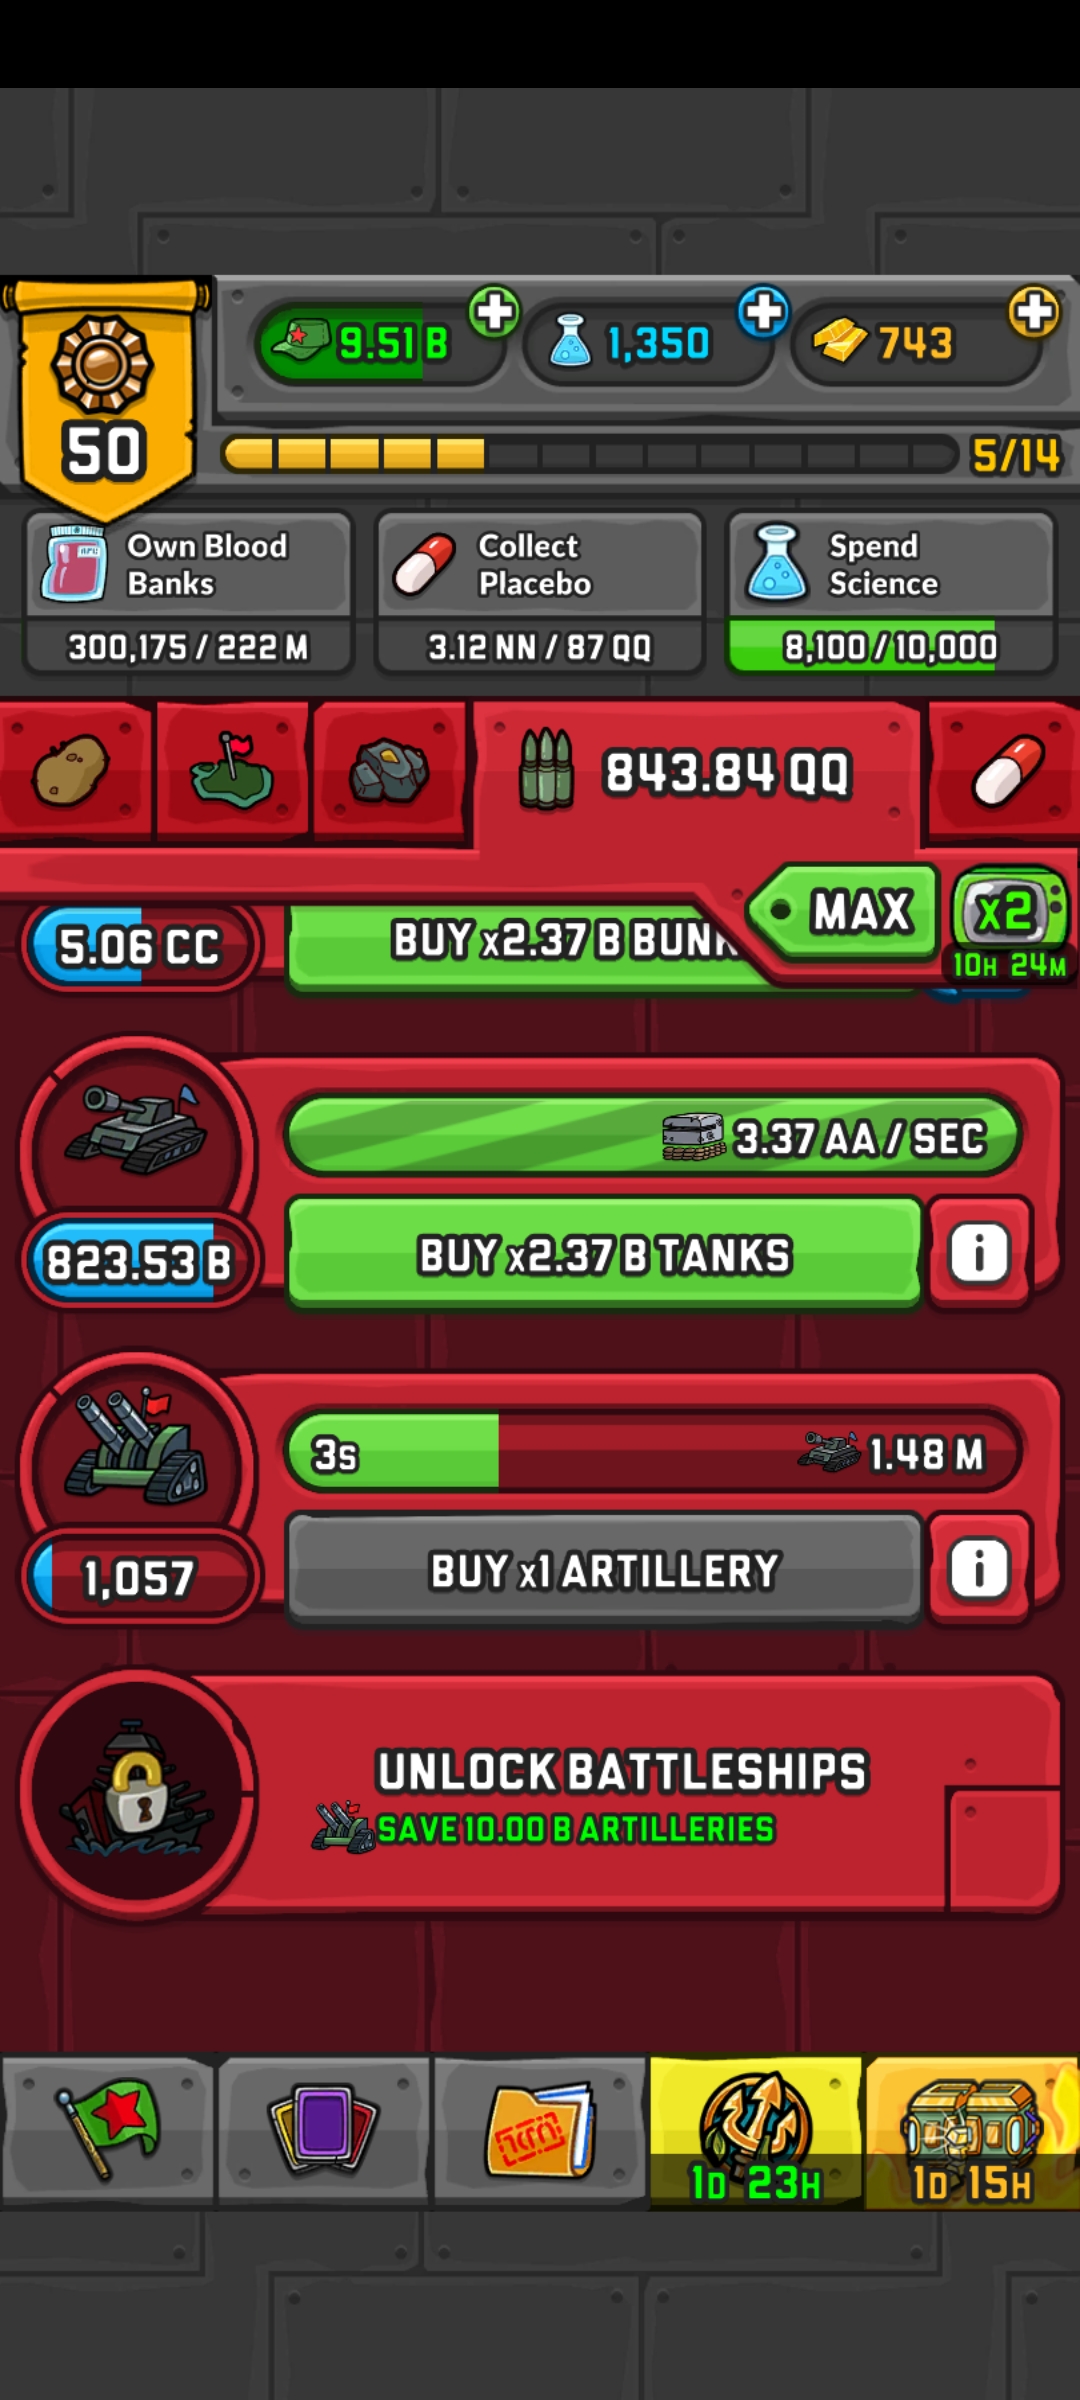 9.51 B
1,350
743
50
5/14
Own Blood
Banks
300,175 / 222 M
Collect
Placebo
3.12 NN / 87 QQ
Spend
Science
8,100 / 10,000
843.84 QQ
MAX
x2
10H 24M
5.06 CC
BUY x2.37 B
3.37 AA / SEC
823.53 B
BUY x2.37 B TANKS
i
3s
1.48 M
1,057
BUY x1 ARTILLERY
i
UNLOCK BATTLESHIPS
SAVE 10.00 B ARTILLERIES
1D 23H
1D 15H